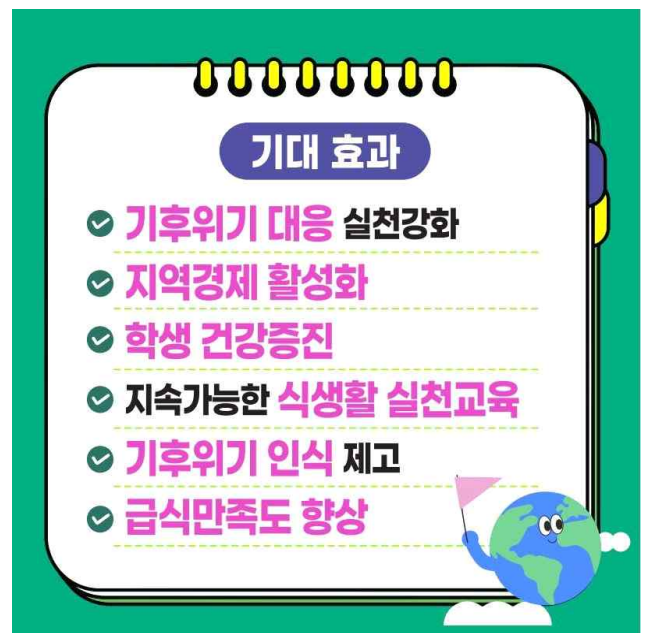 기대 효과
기후위기 대응 실천강화
지역경제 활성화
학생 건강증진
지속가능한 식생활 실천교육
기후위기 인식 제고
급식만족도 향상